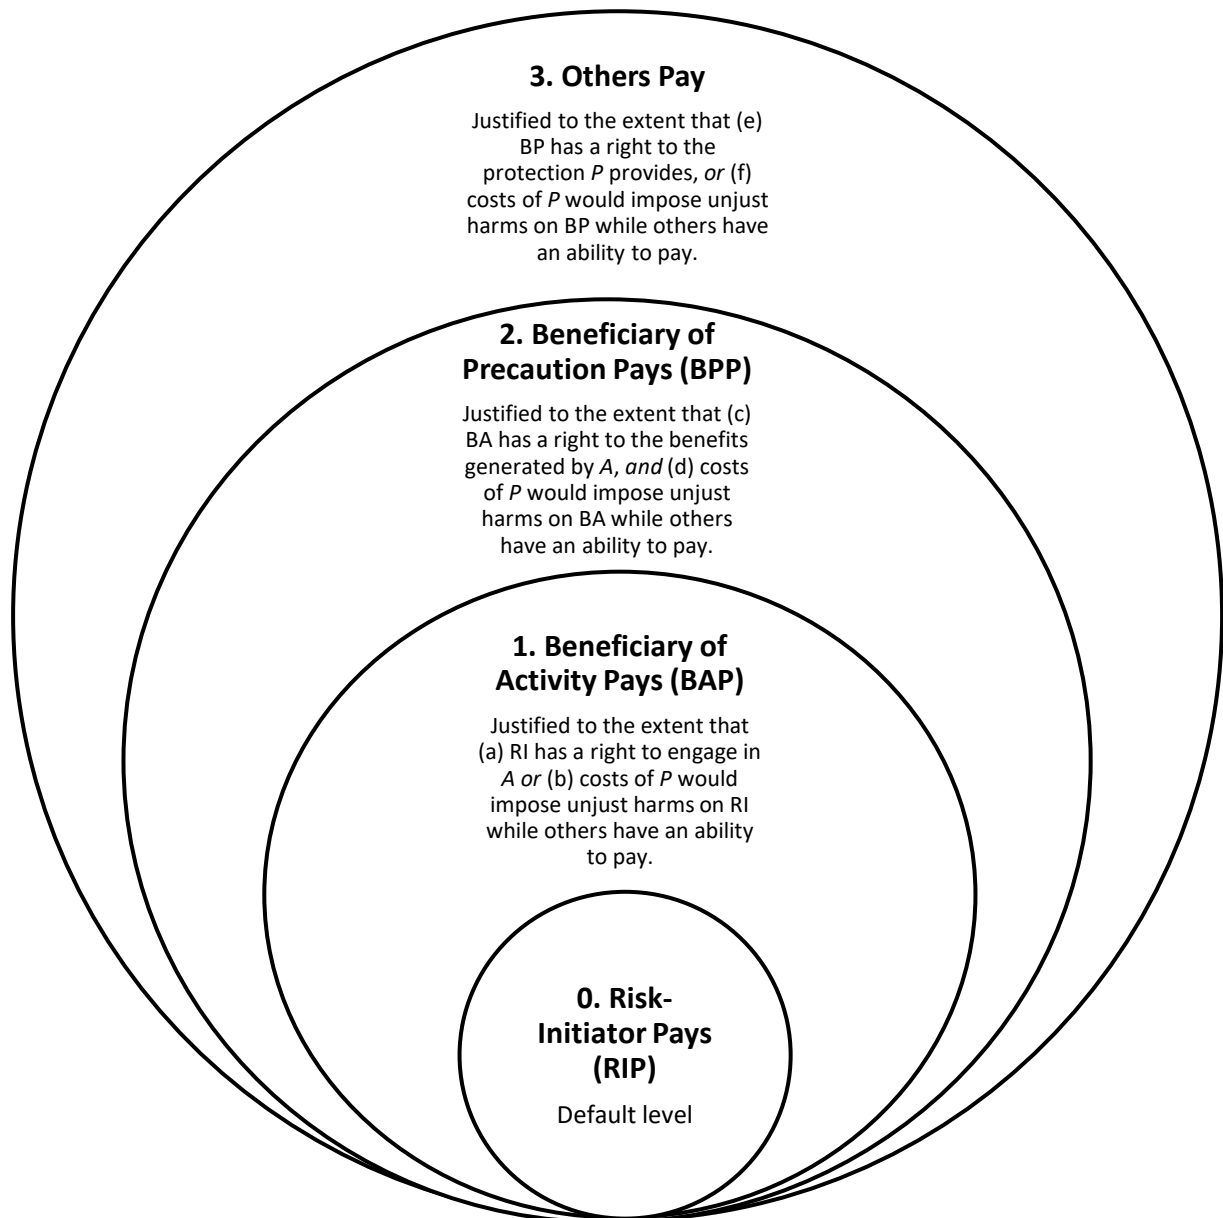 3. Others Pay
Justified to the extent that (e)
BP has a right to the
protection P provides, or (f)
costs of P would impose unjust
harms on BP while others have
an ability to pay.
2. Beneficiary of
Precaution Pays (BPP)
Justified to the extent that (c)
BA has a right to the benefits
generated by A, and (d) costs
of P would impose unjust
harms on BA while others
have an ability to pay.
1. Beneficiary of
Activity Pays (BAP)
Justified to the extent that
(a) RI has a right to engage in
A or (b) costs of P would
impose unjust harms on RI
while others have an ability
to pay.
0. Risk-
Initiator Pays
(RIP)
Default level